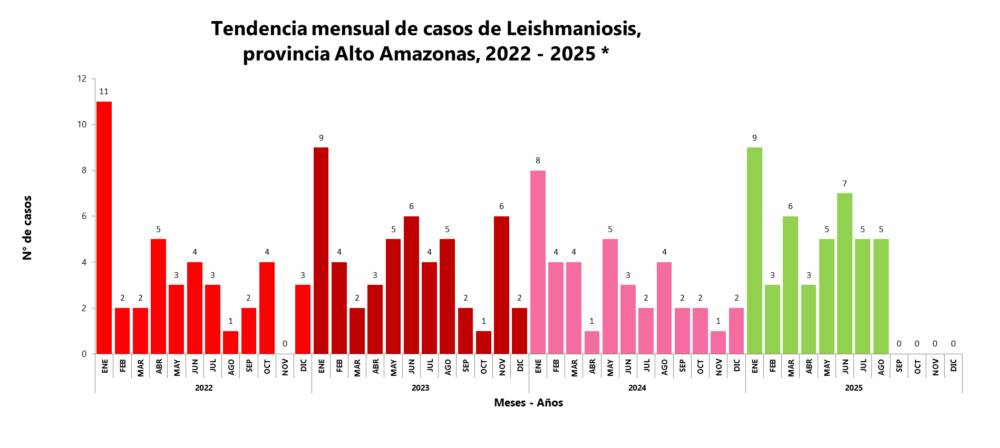 Tendencia mensual de casos de Leishmaniosis,
provincia Alto Amazonas, 2022 - 2025 *
N° de casos
12
10
8
6
4
2
0
11 2 2 5 3 4 3 1 2 4 0 3 9 4 2 3 5 6 4 5 2 1 6 2 8 4 4 1 5 3 2 4 2 2 1 2 9 3 6 3 5 7 5 5 0 0 0 0
ENE FEB MAR ABR MAY JUN JUL AGO SEP OCT NOV DIC ENE FEB MAR ABR MAY JUN JUL AGO SEP OCT NOV DIC ENE FEB MAR ABR MAY JUN JUL AGO SEP OCT NOV DIC ENE FEB MAR ABR MAY JUN JUL AGO SEP OCT NOV DIC
2022 2023 2024 2025
Meses - Años